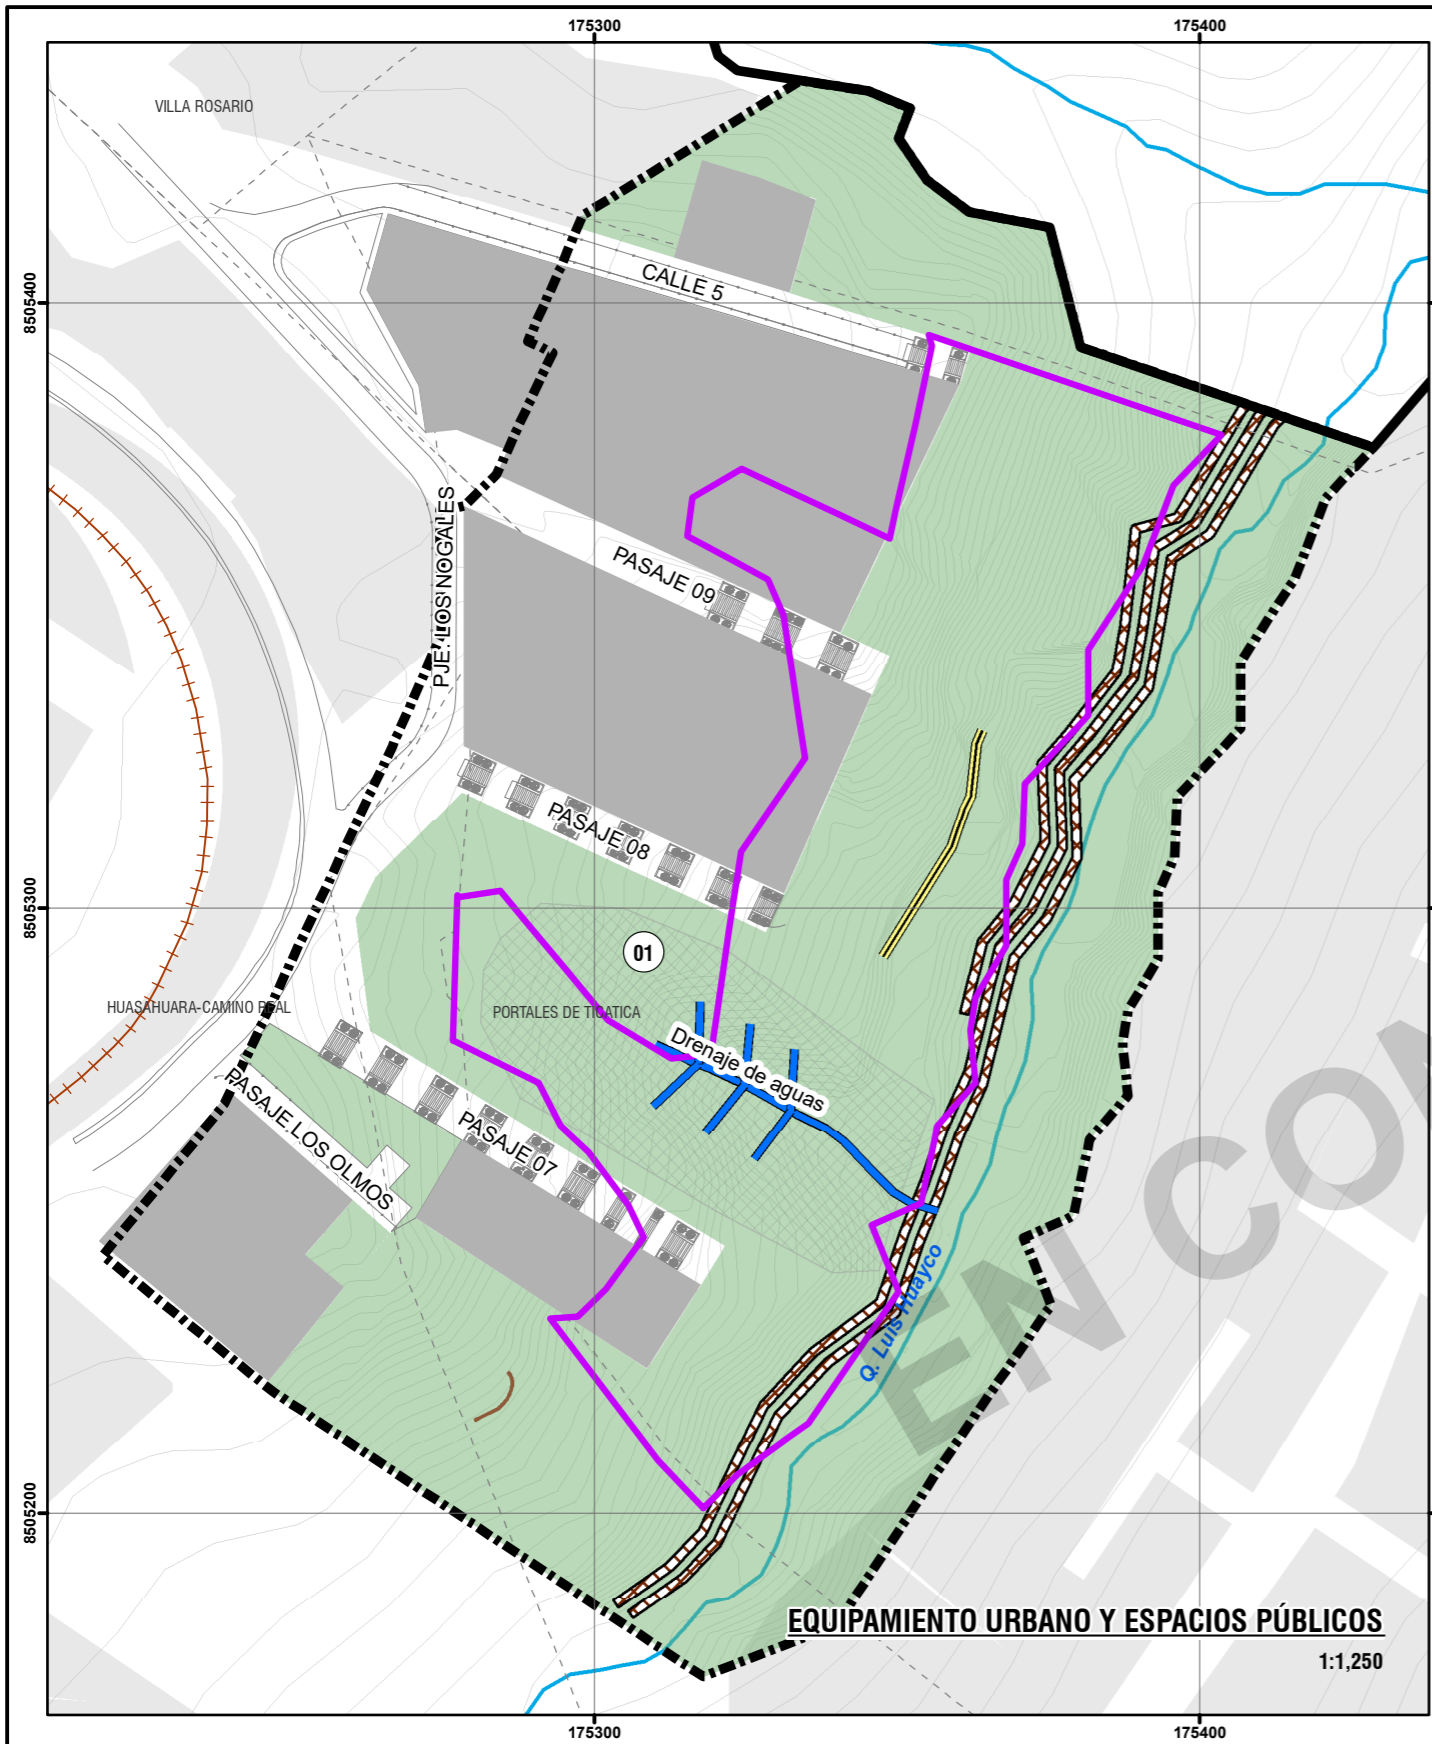 175300
175400
VILLA ROSARIO
CALLE 5
8505400
8505400
PJE. LOS NOGALES
PASAJE 09
PASAJE 08
8505300
01
HUASAHUARA-CAMINO REAL
PORTALES DE TICATICA
Drenaje de aguas
PASAJE LOS OLMOS
PASAJE 07
EN CON
Q. Luis Huayco
8505200
EQUIPAMIENTO URBANO Y ESPACIOS PÚBLICOS
1:1,250
175300
175400